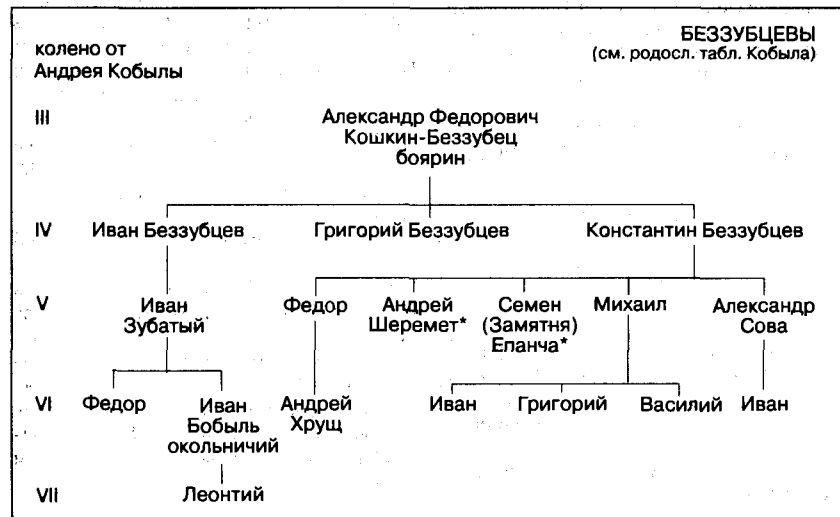 БЕЗЗУБЦЕВЫ
(см. родосл. табл. Кобыла)
колено от
Андрея Кобылы
III
Александр Федорович
Кошкин-Беззубец
боярин
IV Иван Беззубцев Григорий Беззубцев Константин Беззубцев
V Иван Федор Андрей Семен Михаил Александр
Зубатый Шеремет* (Замятня) Сова
Епанча*
VI Федор Иван Андрей Иван Григорий Василий Иван
Бобыль Хрущ
окольничий
VII Леонтий